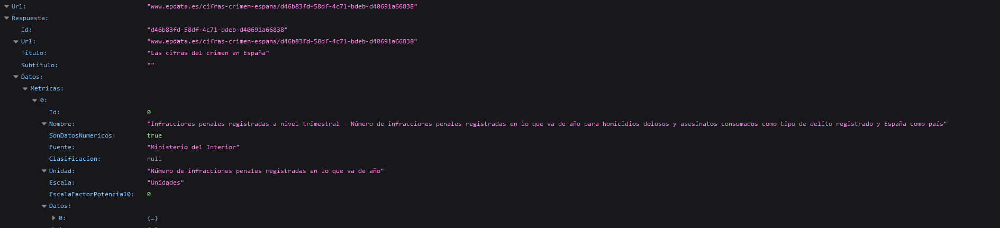 Url: "www.epdata.es/cifras-crimen-espana/d46b83fd-58df-4c71-bdeb-d40691a66838"
Respuesta:
Id: "d46b83fd-58df-4c71-bdeb-d40691a66838"
Url: "www.epdata.es/cifras-crimen-espana/d46b83fd-58df-4c71-bdeb-d40691a66838"
Titulo: "Las cifras del crimen en España"
Subtitulo: ""
Datos:
Metricas:
0:
Id: 0
Nombre: "Infracciones penales registradas a nivel trimestral - Número de infracciones penales registradas en lo que va de año para homicidios dolosos y asesinatos consumados como tipo de delito registrado y España como país"
SonDatosNumericos: true
Fuente: "Ministerio del Interior"
Clasificacion: null
Unidad: "Número de infracciones penales registradas en lo que va de año"
Escala: "Unidades"
EscalaFactorPotencia10: 0
Datos:
0: {…}